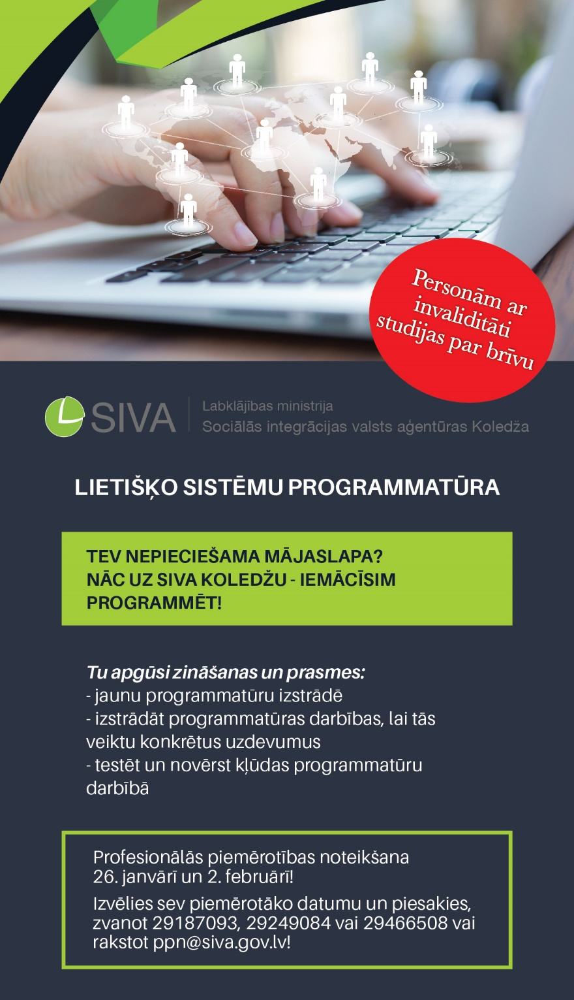 Personām ar
invaliditāti
studijas par brīvu
SIVA
Labklājības ministrija
Sociālās integrācijas valsts aģentūras Koledža
LIETIŠĶO SISTĒMU PROGRAMMATŪRA
TEV NEPIECIEŠAMA MĀJASLAPA?
NĀC UZ SIVA KOLEDŽU - IEMĀCĪSIM
PROGRAMMĒT!
Tu apgūsi zināšanas un prasmes:
- jaunu programmatūru izstrādē
- izstrādāt programmatūras darbības, lai tās
veiktu konkrētus uzdevumus
- testēt un novērst kļūdas programmatūru
darbībā
Profesionālās piemērotības noteikšana
26. janvārī un 2. februārī!
Izvēlies sev piemērotāko datumu un piesakies,
zvanot 29187093, 29249084 vai 29466508 vai
rakstot ppn@siva.gov.lv!